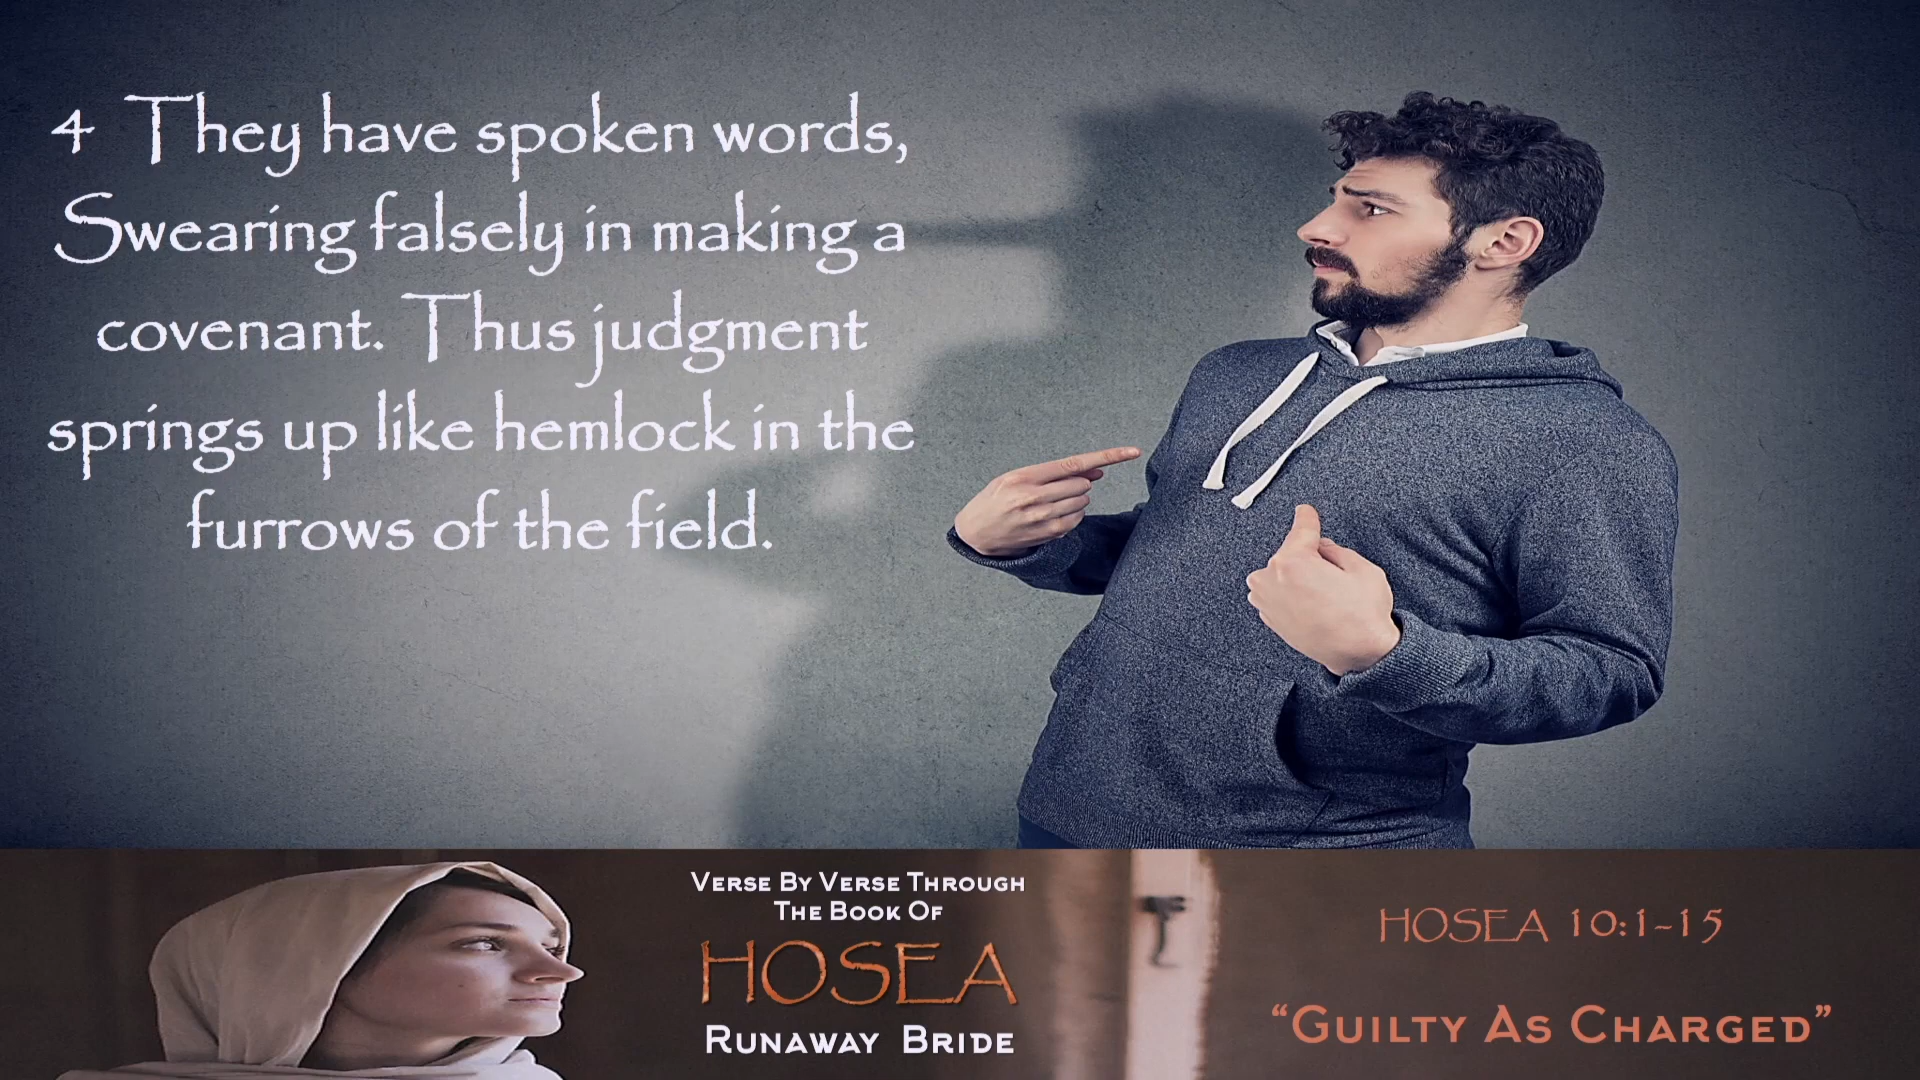 4 They have spoken words,
Swearing falsely in making a
covenant. Thus judgment
springs up like hemlock in the
furrows of the field.
Verse By Verse Through
The Book Of
HOSEA
Runaway Bride
HOSEA 10:1-15
"Guilty As Charged"